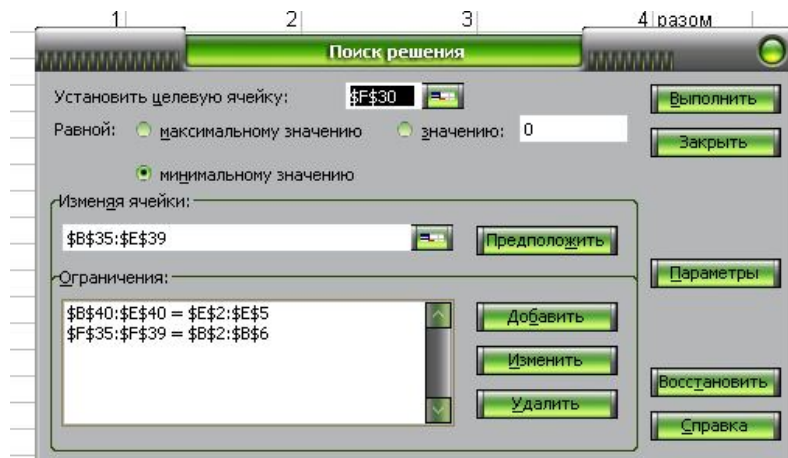 1 2 3 4 разом
Поиск решения
Установить целевую ячейку: $F$30
Выполнить
Равной: максимальному значению значению: 0
Закрыть
минимальному значению
Изменяя ячейки:
$B$35:$E$39 Предположить
Ограничения:
Параметры
$B$40:$E$40 = $E$2:$E$5
$F$35:$F$39 = $B$2:$B$6
Добавить
Изменить
Восстановить
Удалить
Справка